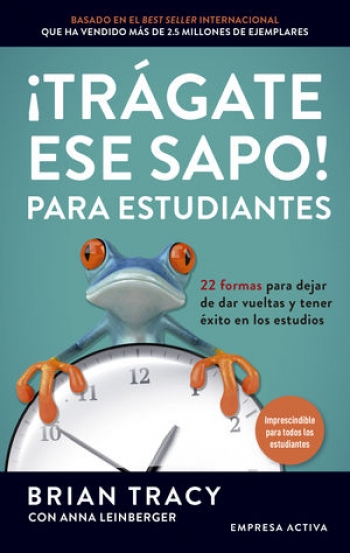 BASADO EN EL BEST SELLER INTERNACIONAL
QUE HA VENDIDO MÁS DE 2.5 MILLONES DE EJEMPLARES
¡TRÁGATE
ESE SAPO!
PARA ESTUDIANTES
22 formas para dejar
de dar vueltas y tener
éxito en los estudios
11
12
1
10
2
Imprescindible
para todos los
estudiantes
BRIAN TRACY
CON ANNA LEINBERGER
EMPRESA ACTIVA